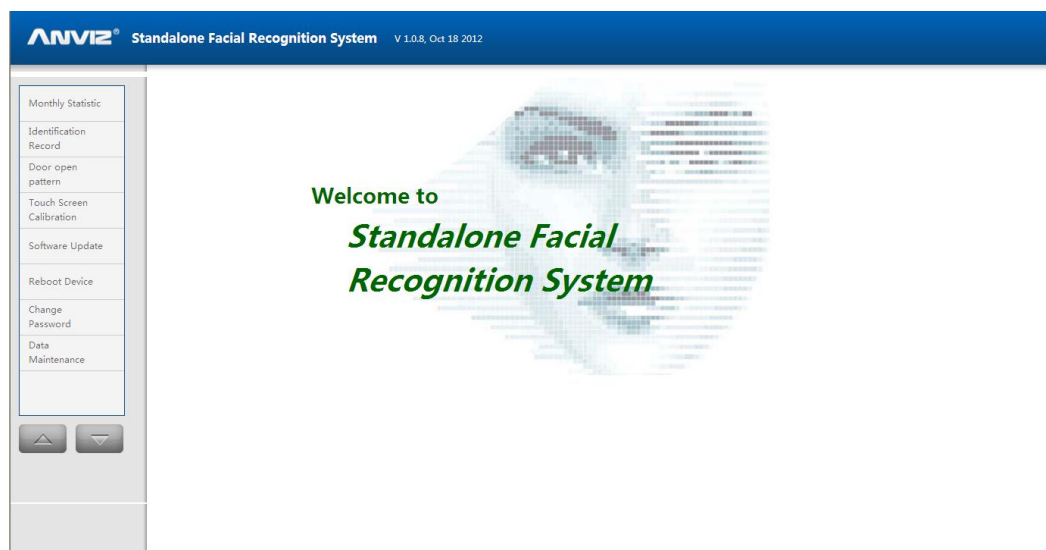 ANVIZ® Standalone Facial Recognition System V 1.0.8, Oct 18 2012
Monthly Statistic
Identification
Record
Door open
pattern
Touch Screen
Calibration
Software Update
Reboot Device
Change
Password
Data
Maintenance
Welcome to
Standalone Facial
Recognition System